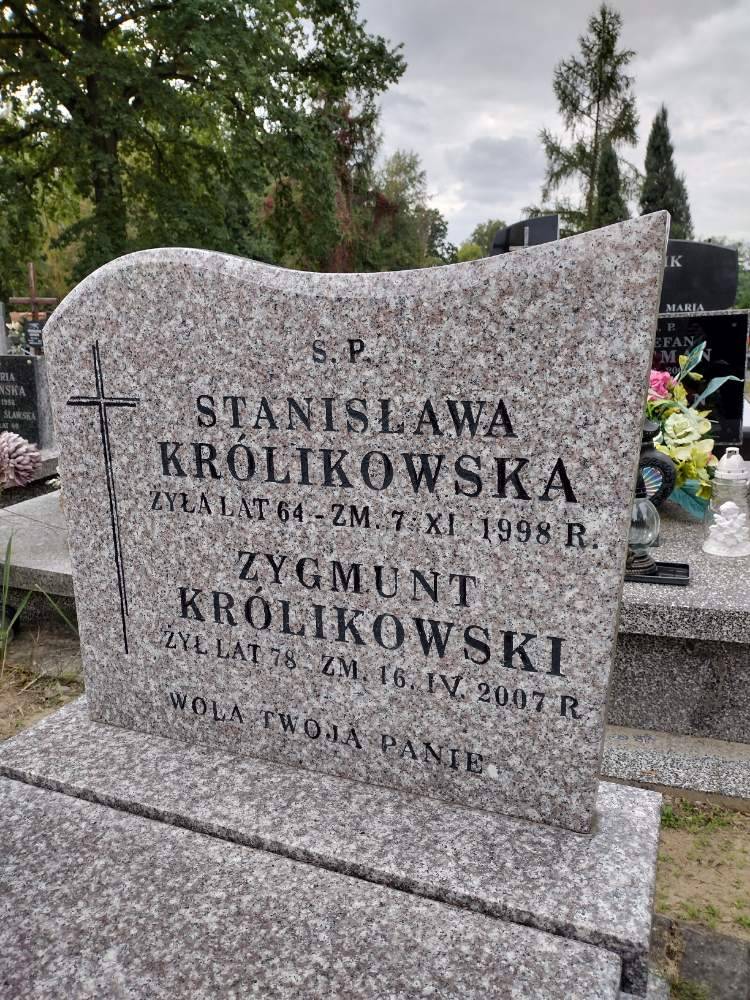 Ś. P.
STANISŁAWA
KRÓLIKOWSKA
ŻYŁA LAT 64 - ZM. 7. XI 1998 R.
ZYGMUNT
KRÓLIKOWSKI
ŻYŁ LAT 78 - ZM. 16. IV. 2007 R.
WOLA TWOJA PANIE
MARIA